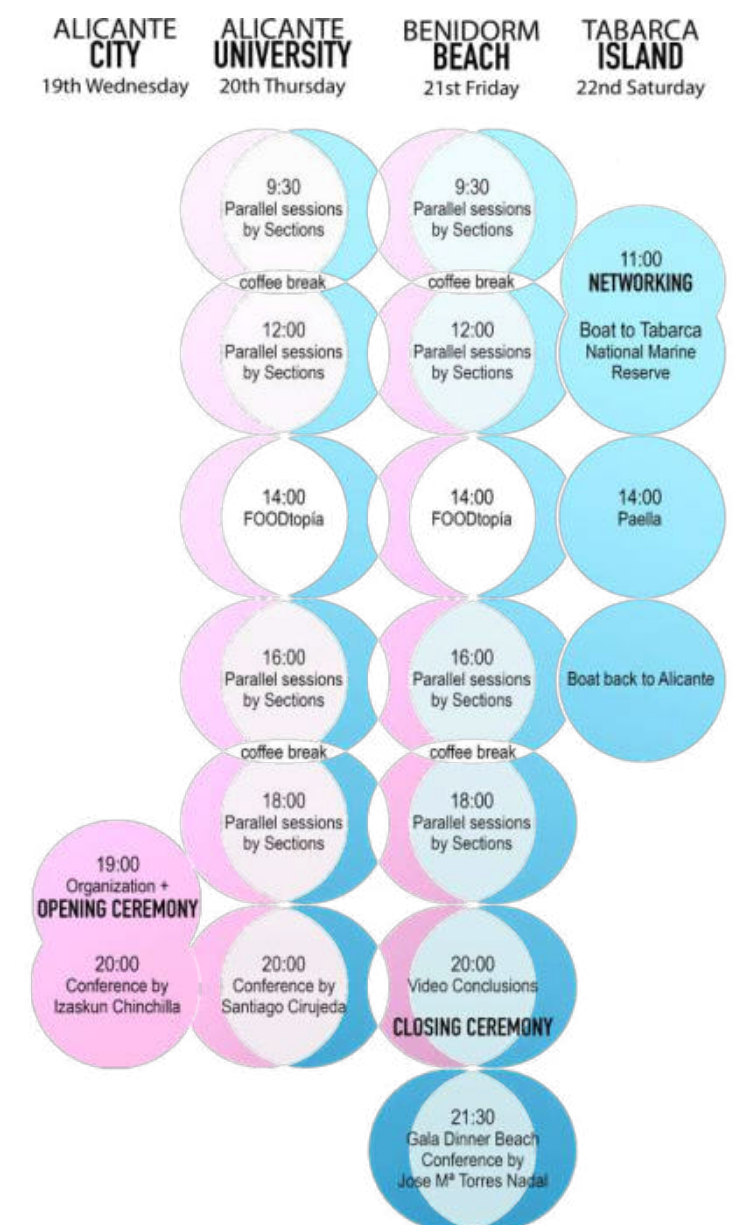 ALICANTE
CITY
19th Wednesday
19:00
Organization +
OPENING CEREMONY
20:00
Conference by
Izaskun Chinchilla
ALICANTE
UNIVERSITY
20th Thursday
9:30
Parallel sessions
by Sections
coffee break
12:00
Parallel sessions
by Sections
14:00
FOODtopía
16:00
Parallel sessions
by Sections
coffee break
18:00
Parallel sessions
by Sections
20:00
Conference by
Santiago Cirujeda
BENIDORM
BEACH
21st Friday
9:30
Parallel sessions
by Sections
coffee break
12:00
Parallel sessions
by Sections
14:00
FOODtopía
16:00
Parallel sessions
by Sections
coffee break
18:00
Parallel sessions
by Sections
20:00
Video Conclusions
CLOSING CEREMONY
21:30
Gala Dinner Beach
Conference by
Jose Mª Torres Nadal
TABARCA
ISLAND
22nd Saturday
11:00
NETWORKING
Boat to Tabarca
National Marine
Reserve
14:00
Paella
Boat back to Alicante